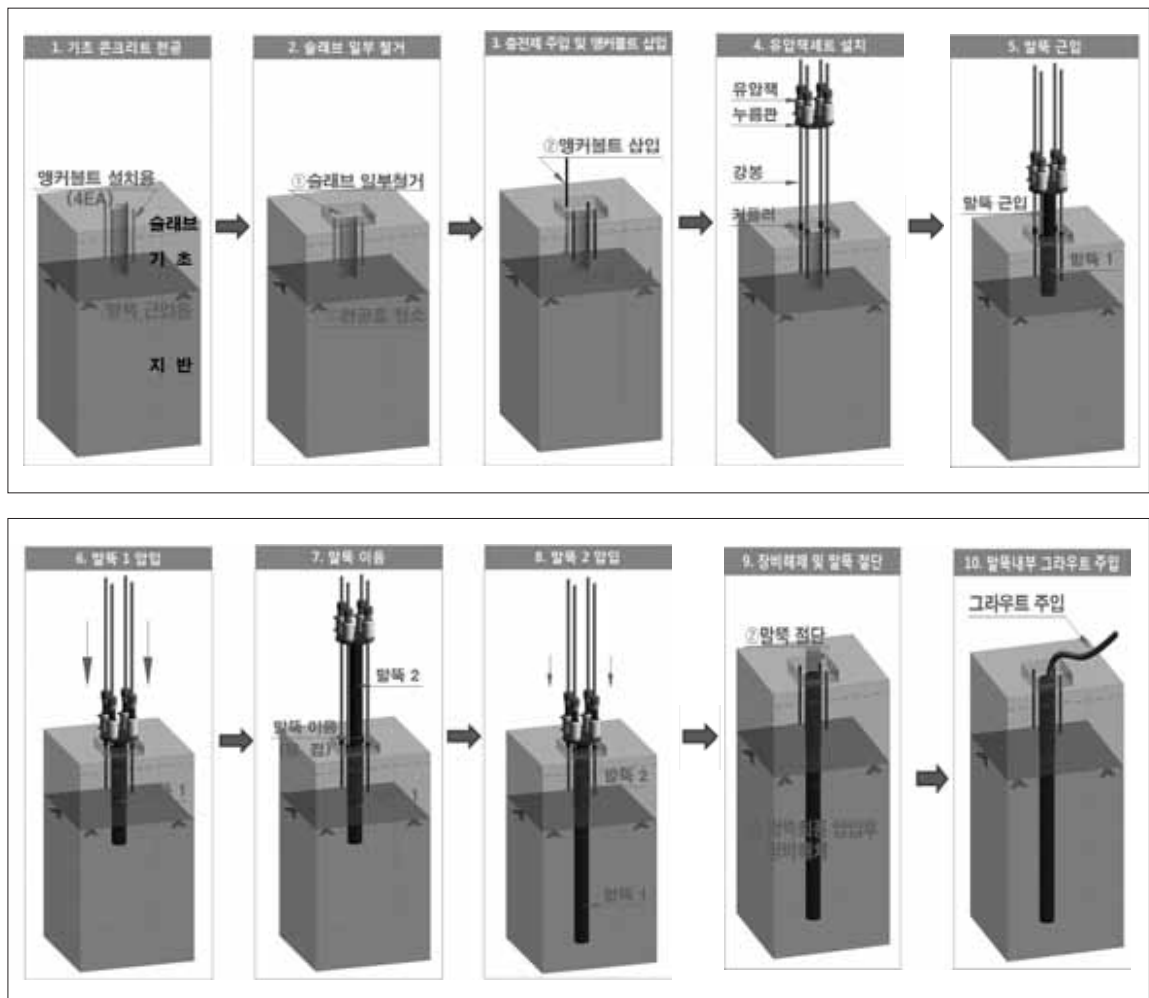 1. 기초 콘크리트 천공
앵커볼트 설치용
(4EA)
슬래브
기 초
말뚝 근입용
지 반
2. 슬래브 일부 철거
①슬래브 일부철거
3. 충전재 주입 및 앵커볼트 삽입
②앵커볼트 삽입
4. 유압잭세트 설치
유압잭
누름판
강봉
커플러
5. 말뚝 근입
말뚝 근입
말뚝 1
6. 말뚝 1 압입
7. 말뚝 이음
말뚝 2
말뚝 이음
8. 말뚝 2 압입
말뚝 2
말뚝 1
9. 장비해체 및 말뚝 절단
②말뚝 절단
10. 말뚝내부 그라우트 주입
그라우트 주입